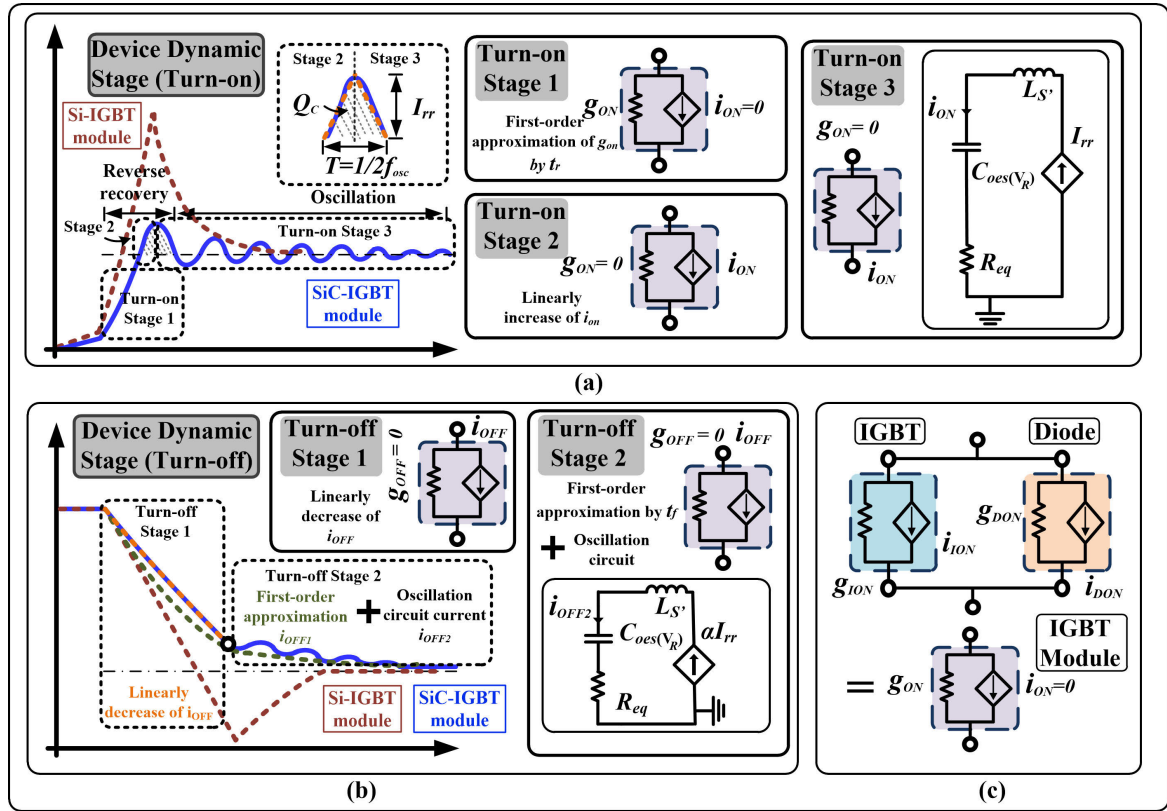 Device Dynamic
Stage (Turn-on)
Si-IGBT
module
Reverse
recovery
Stage 2
Turn-on
Stage 1
Stage 2
Stage 3
Q_C
I_rr
T=1/2f_osc
Oscillation
Turn-on Stage 3
SiC-IGBT
module
Turn-on
Stage 1
First-order
approximation of g_on
by t_r
g_ON
i_ON=0
Turn-on
Stage 2
g_ON= 0
Linearly
increase of i_on
i_ON
Turn-on
Stage 3
g_ON= 0
i_ON
i_ON
L_S'
C_oes(V_R)
I_rr
R_eq
(a)
Device Dynamic
Stage (Turn-off)
Turn-off
Stage 1
Turn-off Stage 2
First-order
approximation
i_OFF1
+
Oscillation
circuit current
i_OFF2
Linearly
decrease of i_OFF
Si-IGBT
module
SiC-IGBT
module
Turn-off
Stage 1
Linearly
decrease of
i_OFF
g_OFF= 0
i_OFF
Turn-off
Stage 2
g_OFF= 0
i_OFF
First-order
approximation by t_f
+ Oscillation
circuit
i_OFF2
L_S'
C_oes(V_R)
αI_rr
R_eq
(b)
IGBT
Diode
g_ION
i_ION
g_DON
i_DON
IGBT
Module
= g_ON
i_ON=0
(c)